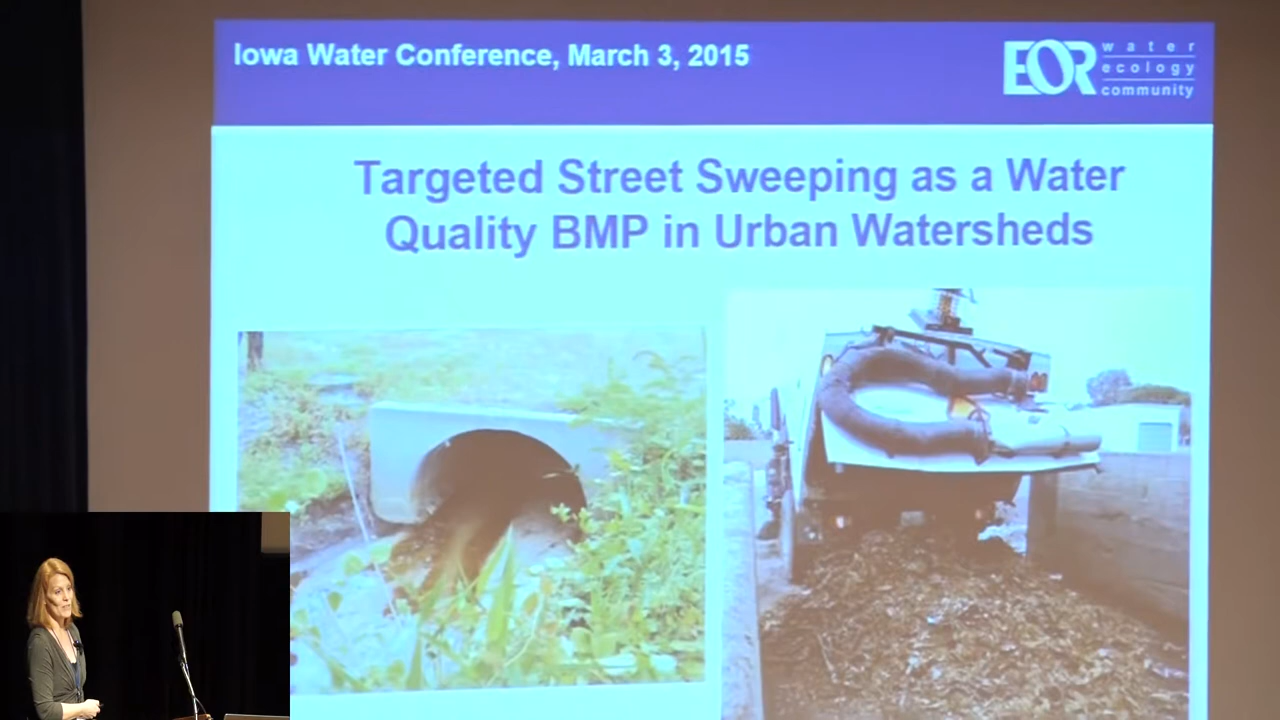 Iowa Water Conference, March 3, 2015
EOR
water
ecology
community
Targeted Street Sweeping as a Water
Quality BMP in Urban Watersheds